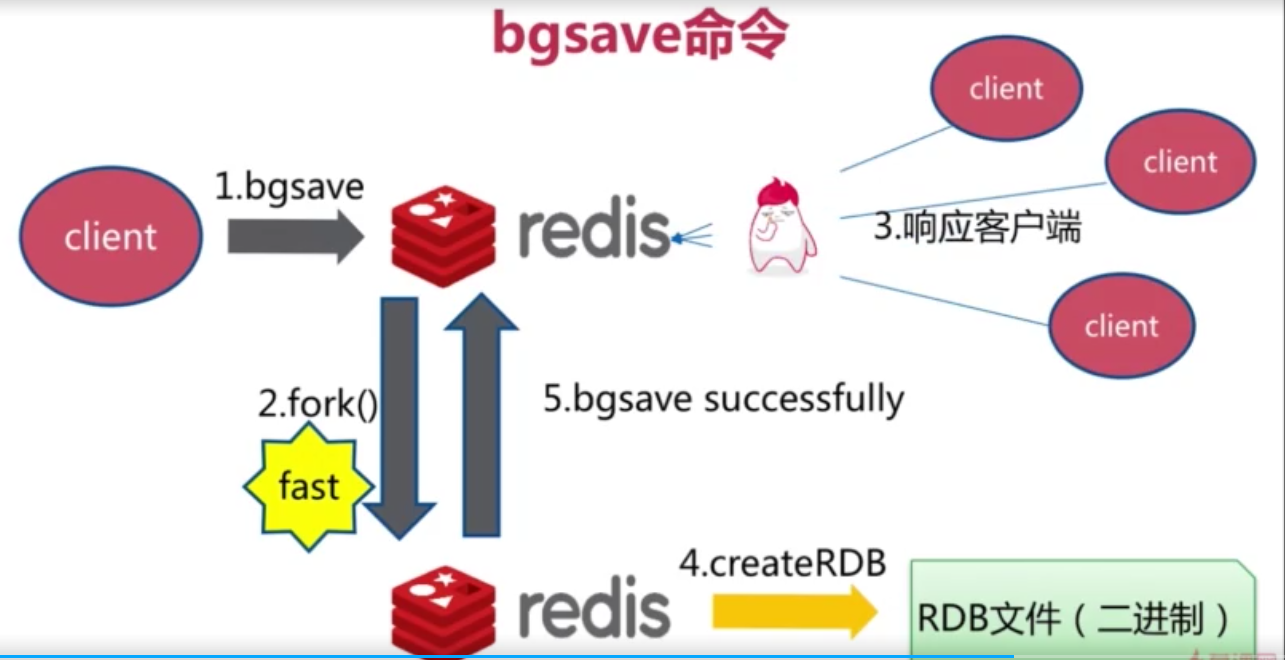 bgsave命令
client
client
1.bgsave
client
redis
3.响应客户端
client
2.fork()
5.bgsave successfully
fast
4.createRDB
redis
RDB文件（二进制）